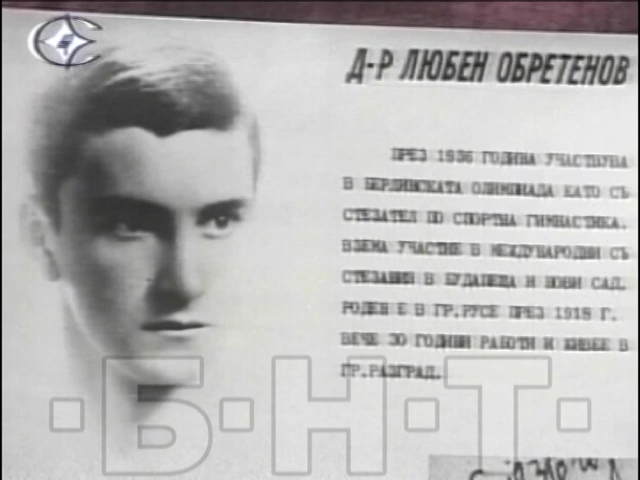 Д-Р ЛЮБЕН ОБРЕТЕНОВ
ПРЕЗ 1936 ГОДИНА УЧАСТВУВА
В БЕРЛИНСКАТА ОЛИМПИАДА КАТО СЪ
СТЕЗАТЕЛ ПО СПОРТНА ГИМНАСТИКА.
ВЗЕМА УЧАСТИЕ В МЕЖДУНАРОДНИ СЪ
СТЕЗАНИЯ В БУДАПЕЩА И НОВИ САД.
РОДЕН Е В ГР.РУСЕ ПРЕЗ 1918 Г.
ВЕЧЕ 30 ГОДИНИ РАБОТИ И ЖИВЕЕ В
ГР.РАЗГРАД.
·Б·Н·Т·